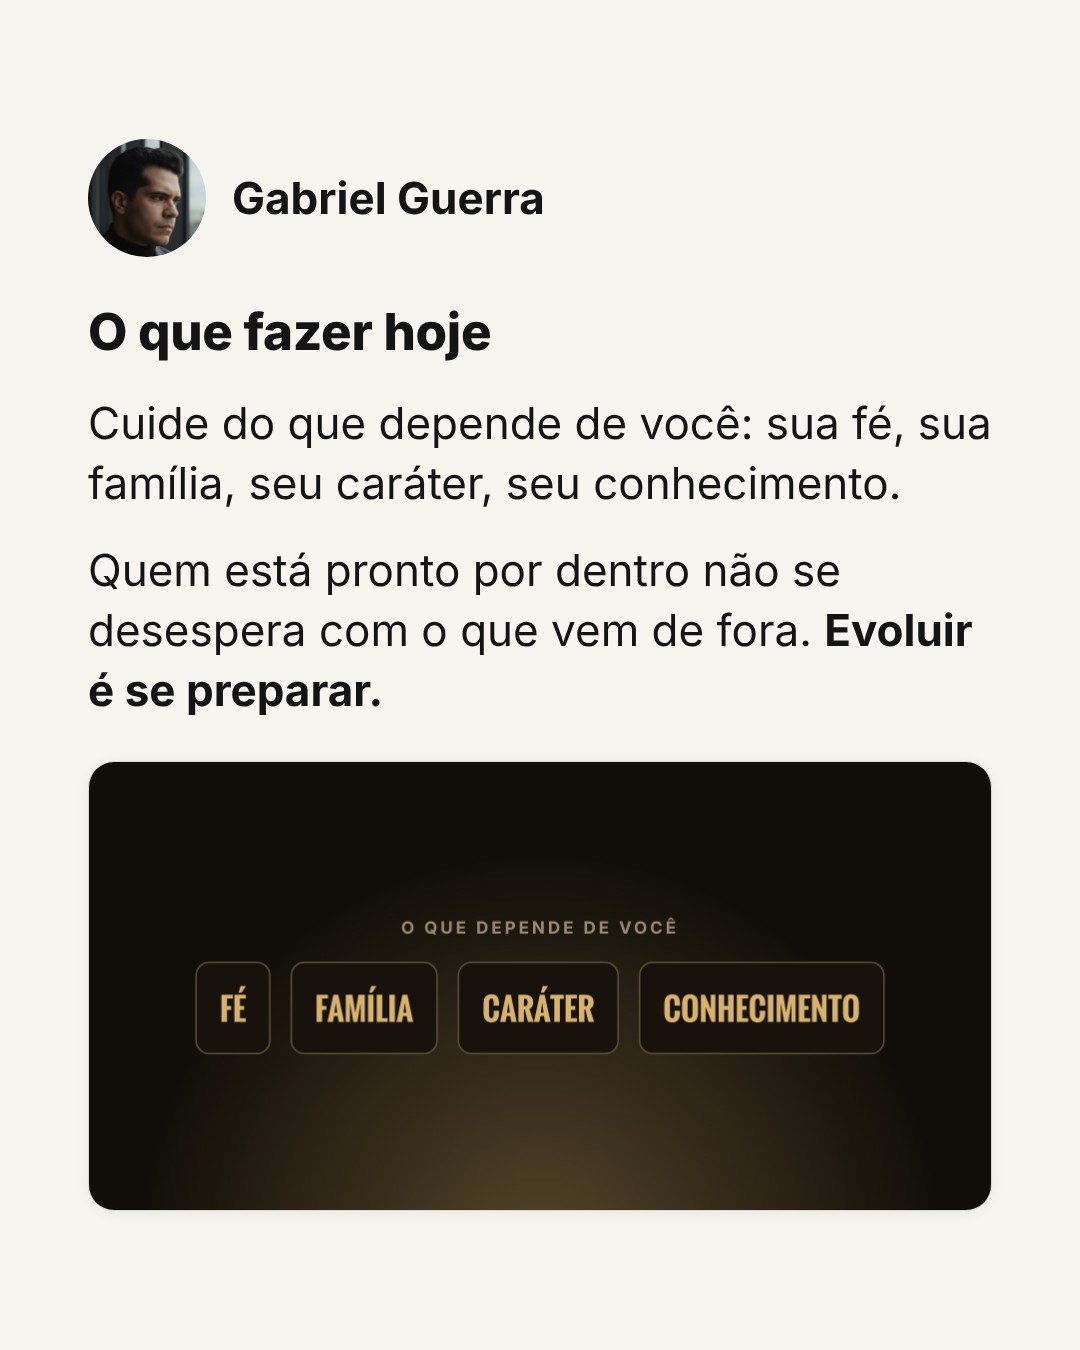 Gabriel Guerra
O que fazer hoje
Cuide do que depende de você: sua fé, sua
família, seu caráter, seu conhecimento.
Quem está pronto por dentro não se
desespera com o que vem de fora. Evoluir
é se preparar.
O QUE DEPENDE DE VOCÊ
FÉ FAMÍLIA CARÁTER CONHECIMENTO